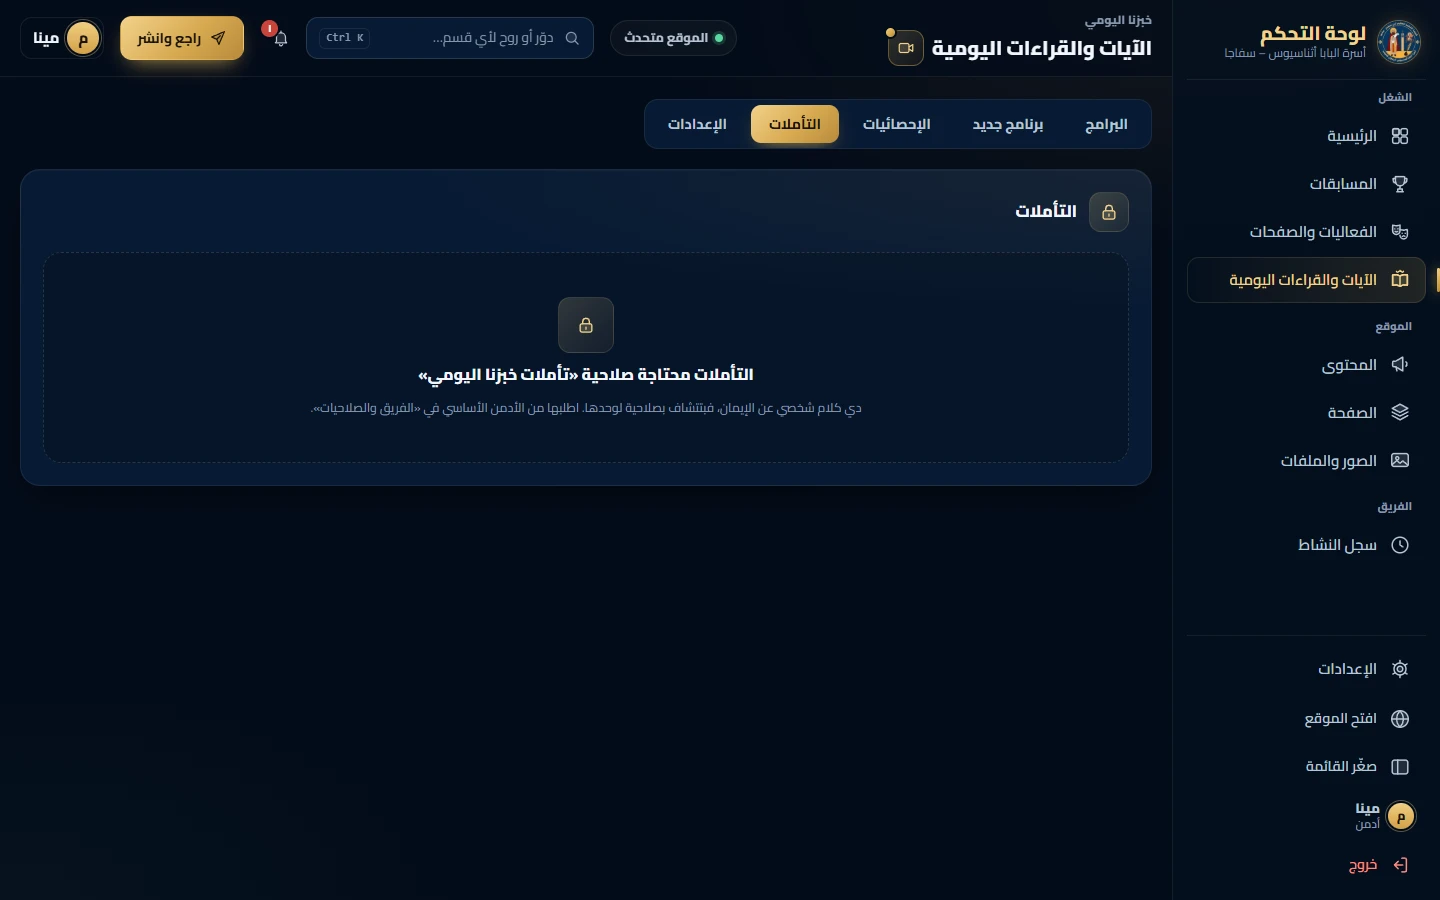 لوحة التحكم
أسرة البابا أثناسيوس – سفاجا
الشغل
الرئيسية
المسابقات
الفعاليات والصفحات
الآيات والقراءات اليومية
الموقع
المحتوى
الصفحة
الصور والملفات
الفريق
سجل النشاط
الإعدادات
افتح الموقع
صغّر القائمة
م
مينا
أدمن
خروج
خبزنا اليومي
الآيات والقراءات اليومية
الموقع متحدث
دوّر أو روح لأي قسم...
Ctrl K
١
راجع وانشر
م
مينا
البرامج
برنامج جديد
الإحصائيات
التأملات
الإعدادات
التأملات
التأملات محتاجة صلاحية «تأملات خبزنا اليومي»
دي كلام شخصي عن الإيمان، فبتتشاف بصلاحية لوحدها. اطلبها من الأدمن الأساسي في «الفريق والصلاحيات».